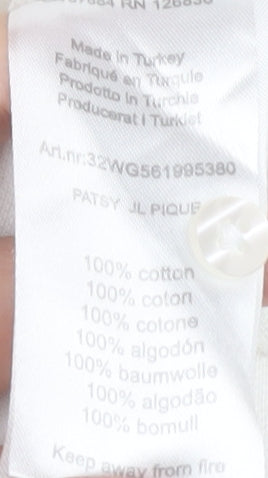 RN
Made in Turkey
Fabriqué en Turquie
Prodotto in Turchia
Producerat i Turkiet
Art.nr:32WG561995380
PATSY JL PIQUE
100% cotton
100% coton
100% cotone
100% algodón
100% baumwolle
100% algodão
100% bomull
Keep away from fire